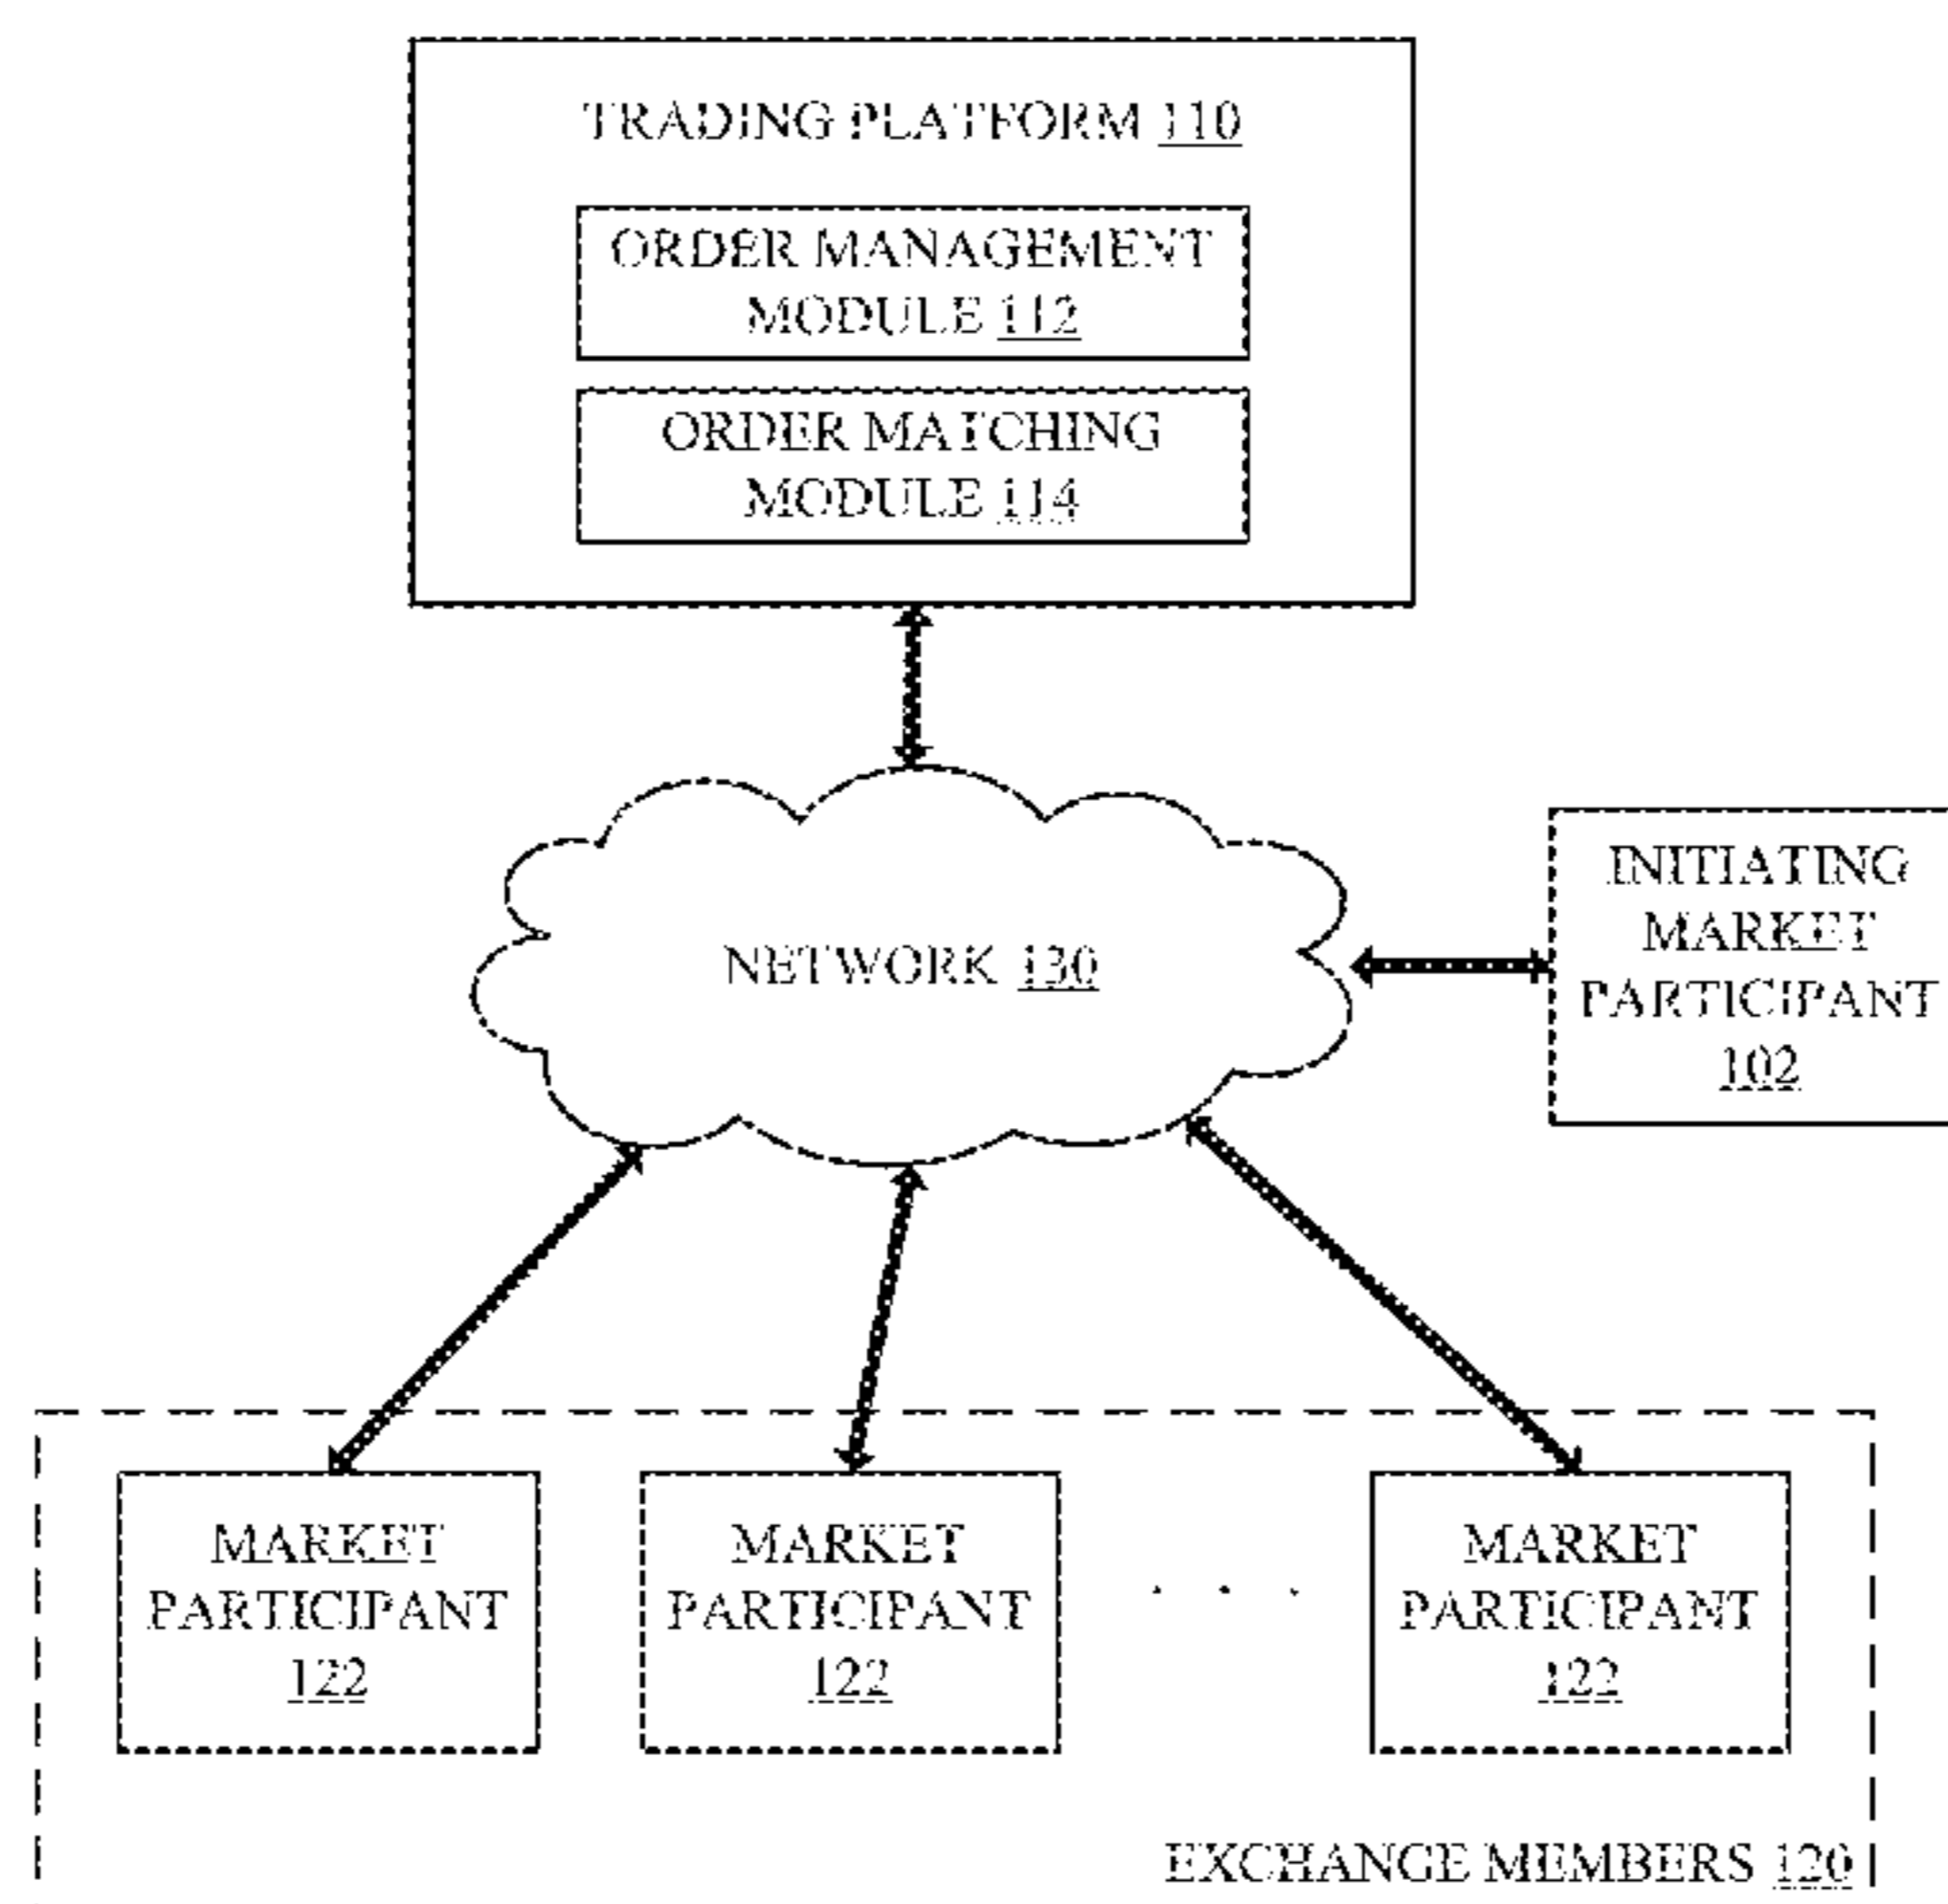 TRADING PLATFORM 110
ORDER MANAGEMENT
MODULE 112
ORDER MATCHING
MODULE 114
NETWORK 130
INITIATING
MARKET
PARTICIPANT
102
MARKET
PARTICIPANT
122
MARKET
PARTICIPANT
122
. . .
MARKET
PARTICIPANT
122
EXCHANGE MEMBERS 120